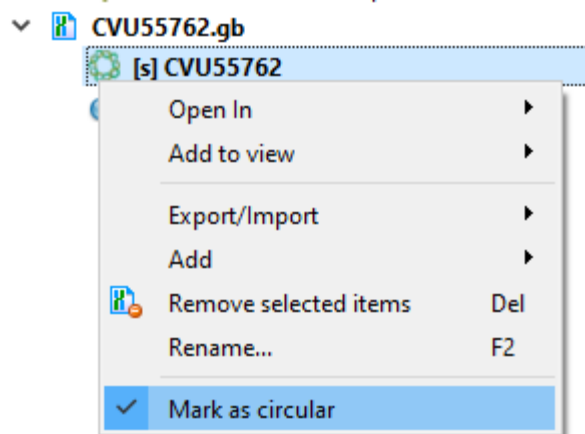 CVU55762.gb
[s] CVU55762
Open In
Add to view
Export/Import
Add
Remove selected items Del
Rename... F2
Mark as circular